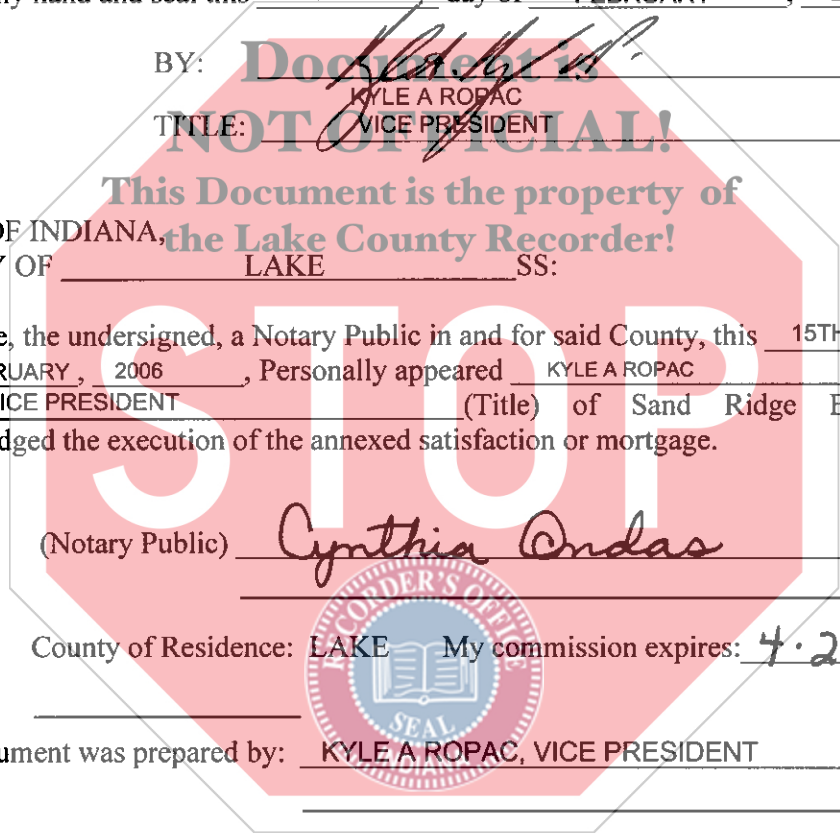 day of FEBRUARY
BY:
KYLE A ROPAC
TITLE: VICE PRESIDENT
Document is
NOT OFFICIAL!
This Document is the property of
the Lake County Recorder!
OF INDIANA,
OF LAKE SS:
, the undersigned, a Notary Public in and for said County, this 15TH
RUARY, 2006, Personally appeared KYLE A ROPAC
ICE PRESIDENT (Title) of Sand Ridge B
dged the execution of the annexed satisfaction or mortgage.
STOP
(Notary Public) Cynthia Ondas
RECORDER'S OFFICE
County of Residence: LAKE My commission expires: 4.2
SEAL
INDIANA
ument was prepared by: KYLE A ROPAC, VICE PRESIDENT